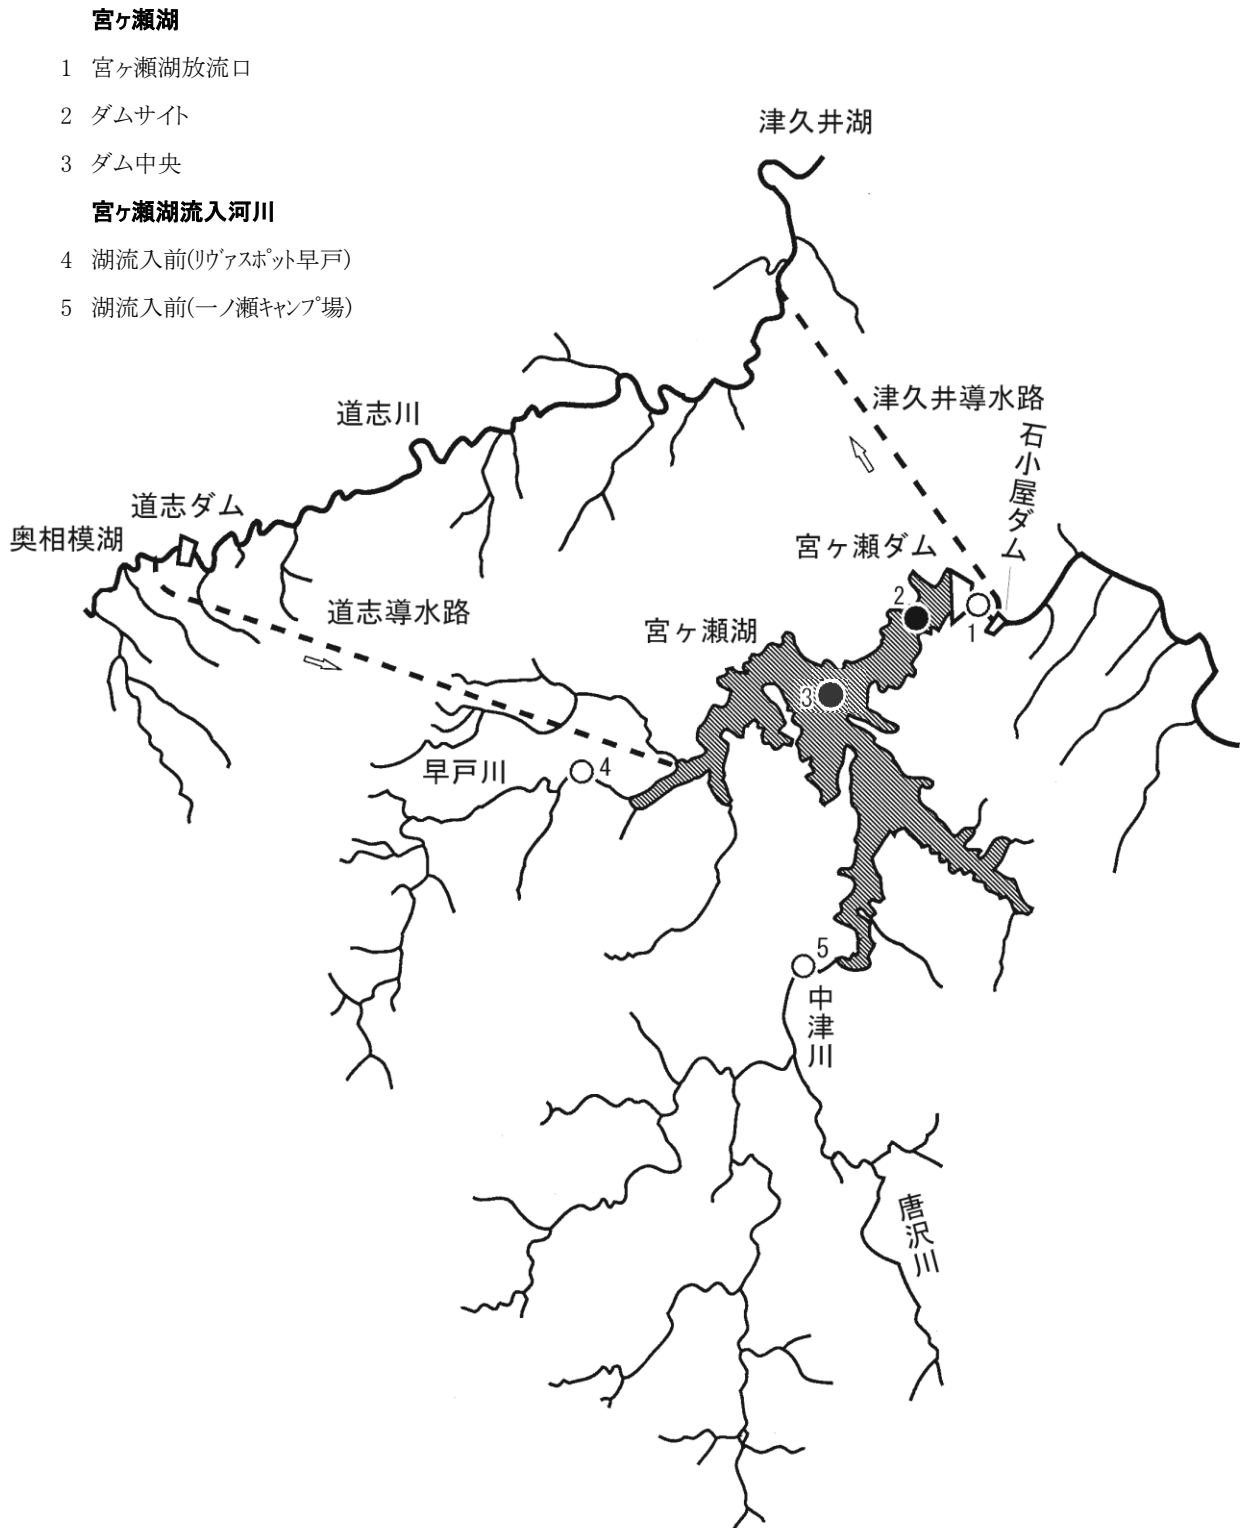 宮ヶ瀬湖
1 宮ヶ瀬湖放流口
2 ダムサイト
3 ダム中央
宮ヶ瀬湖流入河川
4 湖流入前(リヴァスポット早戸)
5 湖流入前(一ノ瀬キャンプ場)
津久井湖
津久井導水路
道志川
石小屋ダム
道志ダム
奥相模湖
宮ヶ瀬ダム
道志導水路
2
1
宮ヶ瀬湖
3
早戸川
4
5
中津川
唐沢川